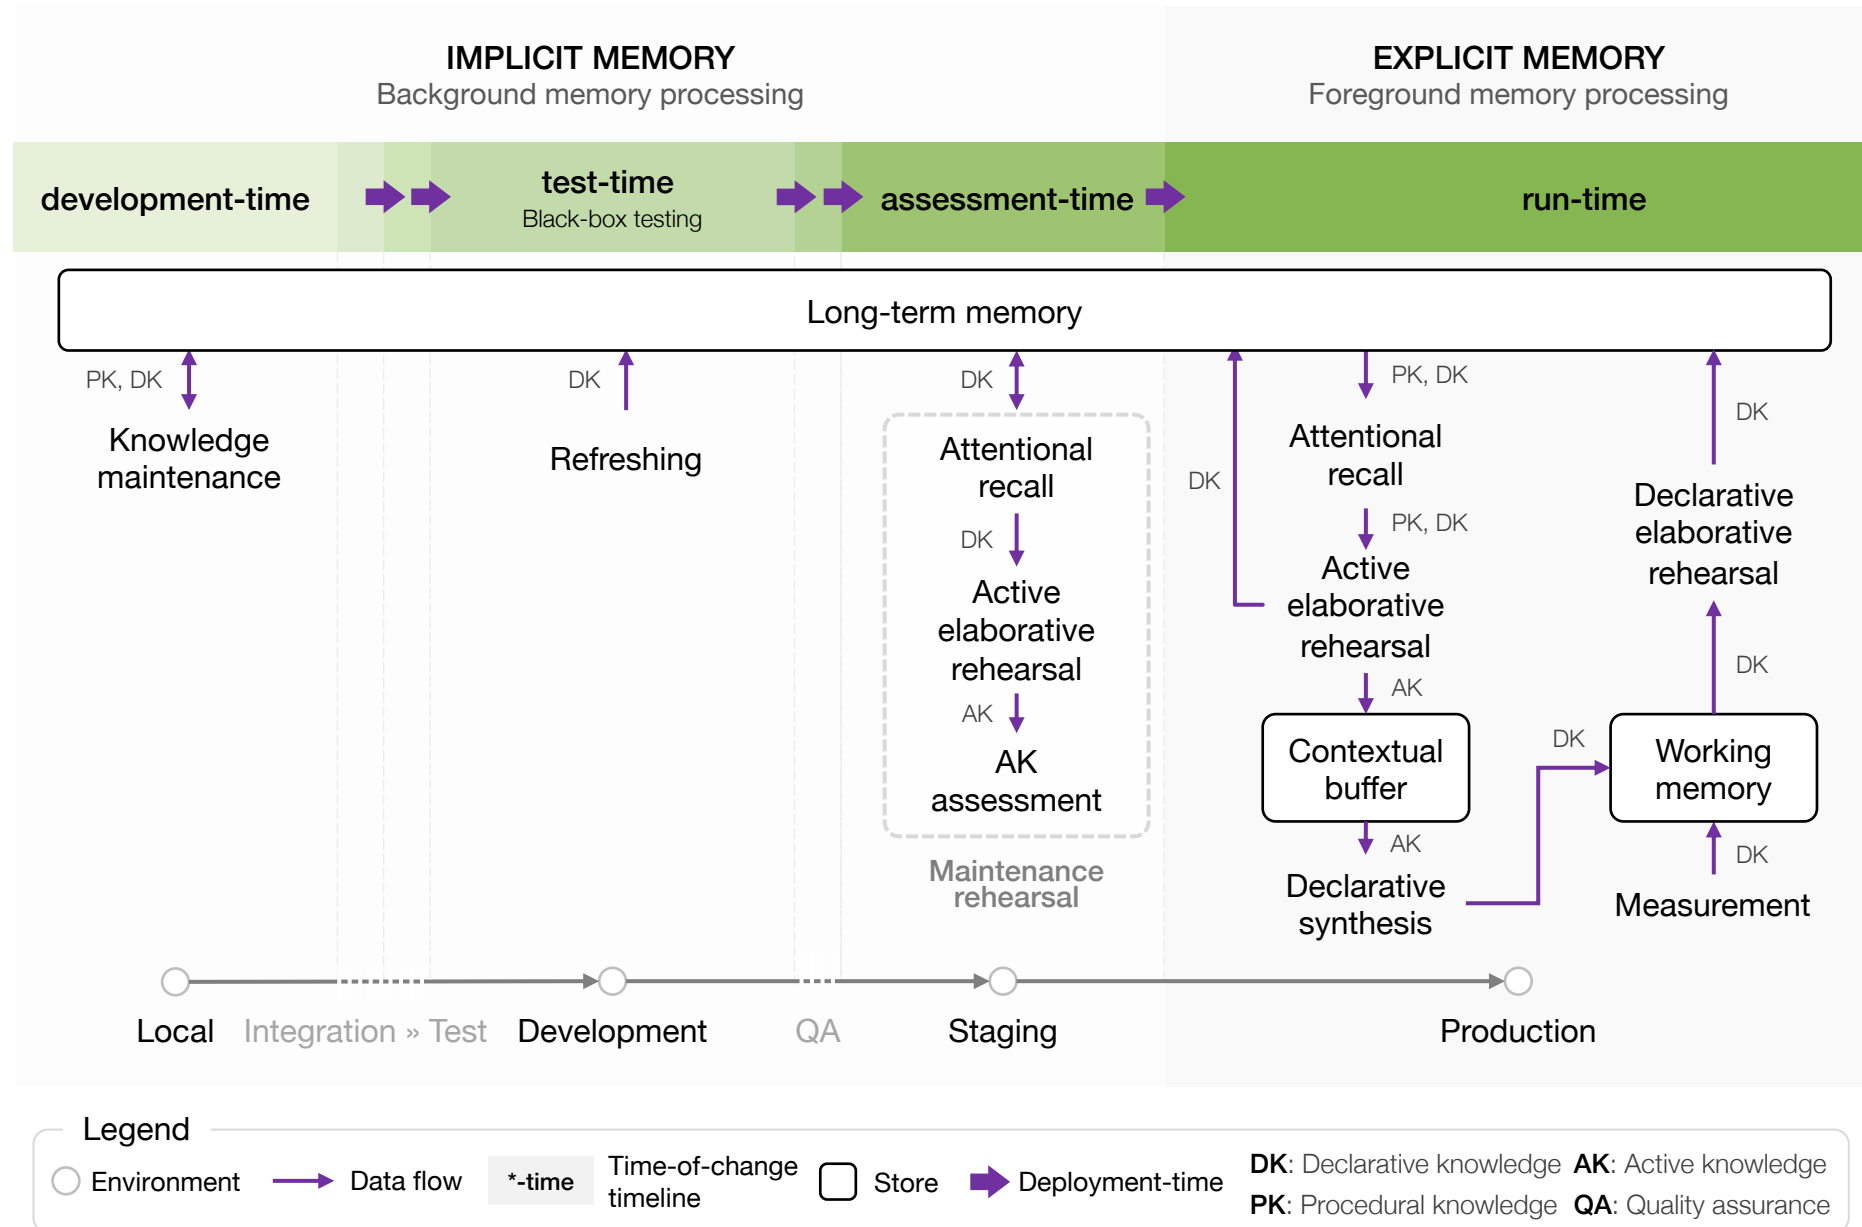 IMPLICIT MEMORY
Background memory processing
EXPLICIT MEMORY
Foreground memory processing
development-time
test-time
Black-box testing
assessment-time
run-time
Long-term memory
PK, DK
Knowledge
maintenance
DK
Refreshing
DK
Attentional
recall
DK
Active
elaborative
rehearsal
AK
AK
assessment
Maintenance
rehearsal
DK
PK, DK
Attentional
recall
PK, DK
Active
elaborative
rehearsal
AK
Contextual
buffer
AK
Declarative
synthesis
DK
DK
Declarative
elaborative
rehearsal
DK
Working
memory
DK
Measurement
Local
Integration » Test
Development
QA
Staging
Production
Legend
Environment
Data flow
*-time
Time-of-change
timeline
Store
Deployment-time
DK: Declarative knowledge
AK: Active knowledge
PK: Procedural knowledge
QA: Quality assurance